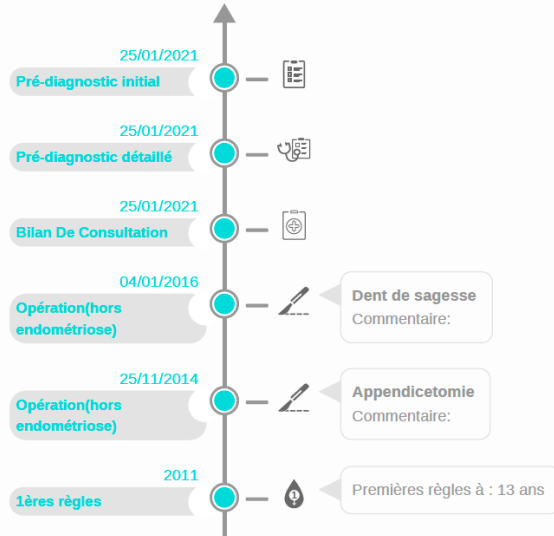 25/01/2021
Pré-diagnostic initial
25/01/2021
Pré-diagnostic détaillé
25/01/2021
Bilan De Consultation
04/01/2016
Opération(hors
endométriose)
Dent de sagesse
Commentaire:
25/11/2014
Opération(hors
endométriose)
Appendicetomie
Commentaire:
2011
1ères règles
1
Premières règles à : 13 ans